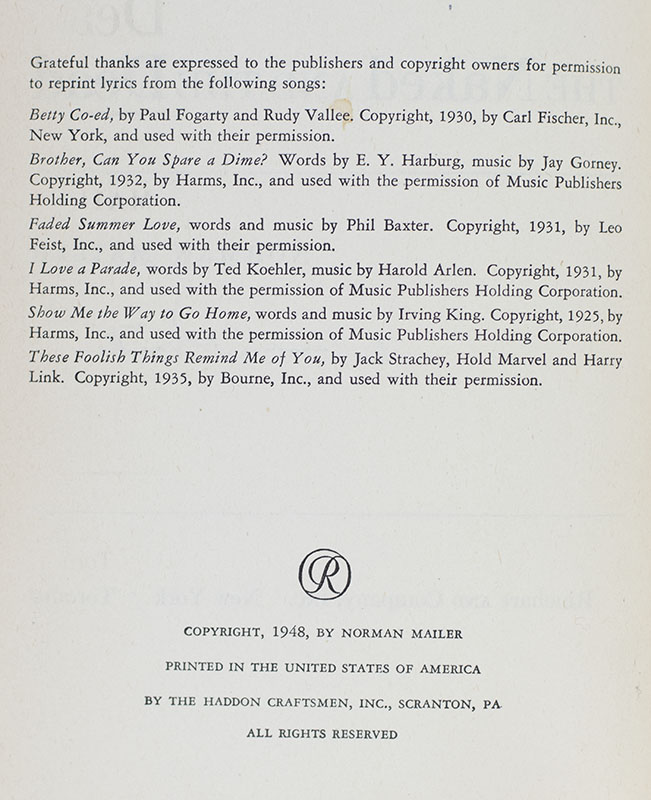 Grateful thanks are expressed to the publishers and copyright owners for permission
to reprint lyrics from the following songs:
Betty Co-ed, by Paul Fogarty and Rudy Vallee. Copyright, 1930, by Carl Fischer, Inc.,
New York, and used with their permission.
Brother, Can You Spare a Dime? Words by E. Y. Harburg, music by Jay Gorney.
Copyright, 1932, by Harms, Inc., and used with the permission of Music Publishers
Holding Corporation.
Faded Summer Love, words and music by Phil Baxter. Copyright, 1931, by Leo
Feist, Inc., and used with their permission.
I Love a Parade, words by Ted Koehler, music by Harold Arlen. Copyright, 1931, by
Harms, Inc., and used with the permission of Music Publishers Holding Corporation.
Show Me the Way to Go Home, words and music by Irving King. Copyright, 1925, by
Harms, Inc., and used with the permission of Music Publishers Holding Corporation.
These Foolish Things Remind Me of You, by Jack Strachey, Hold Marvel and Harry
Link. Copyright, 1935, by Bourne, Inc., and used with their permission.
R
COPYRIGHT, 1948, BY NORMAN MAILER
PRINTED IN THE UNITED STATES OF AMERICA
BY THE HADDON CRAFTSMEN, INC., SCRANTON, PA
ALL RIGHTS RESERVED